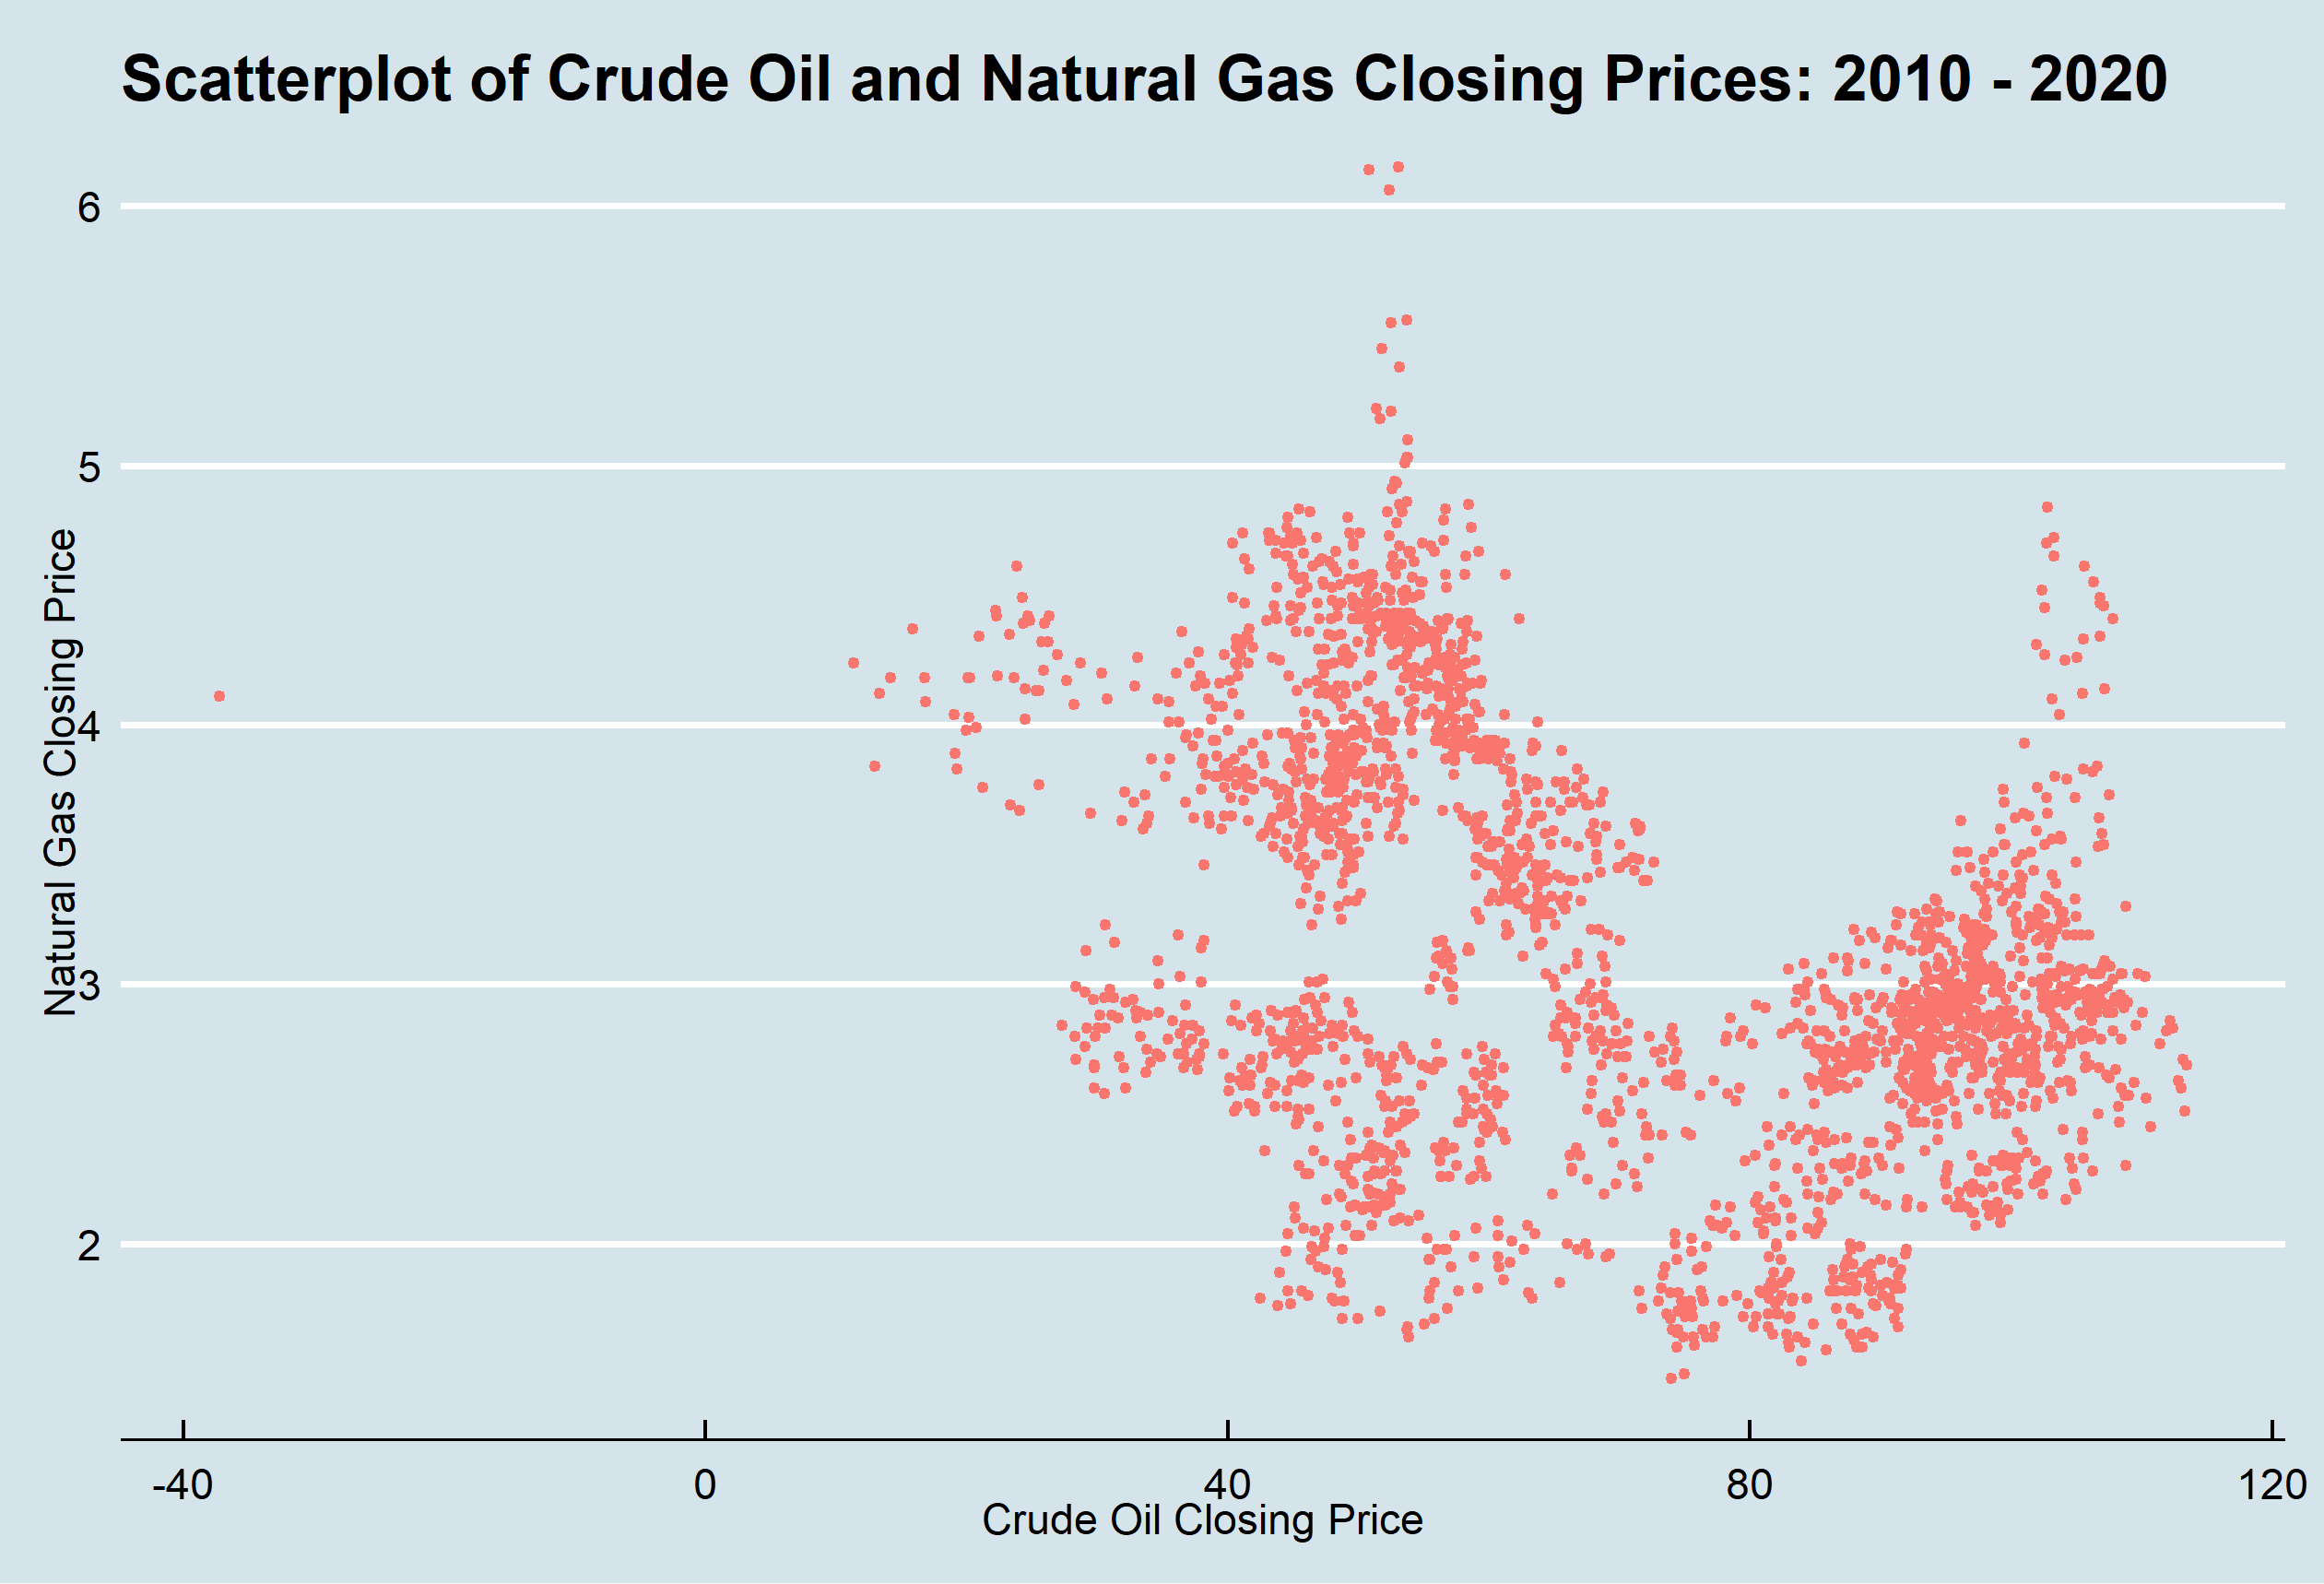 Scatterplot of Crude Oil and Natural Gas Closing Prices: 2010 - 2020
6
5
4
3
2
Natural Gas Closing Price
-40 0 40 80 120
Crude Oil Closing Price